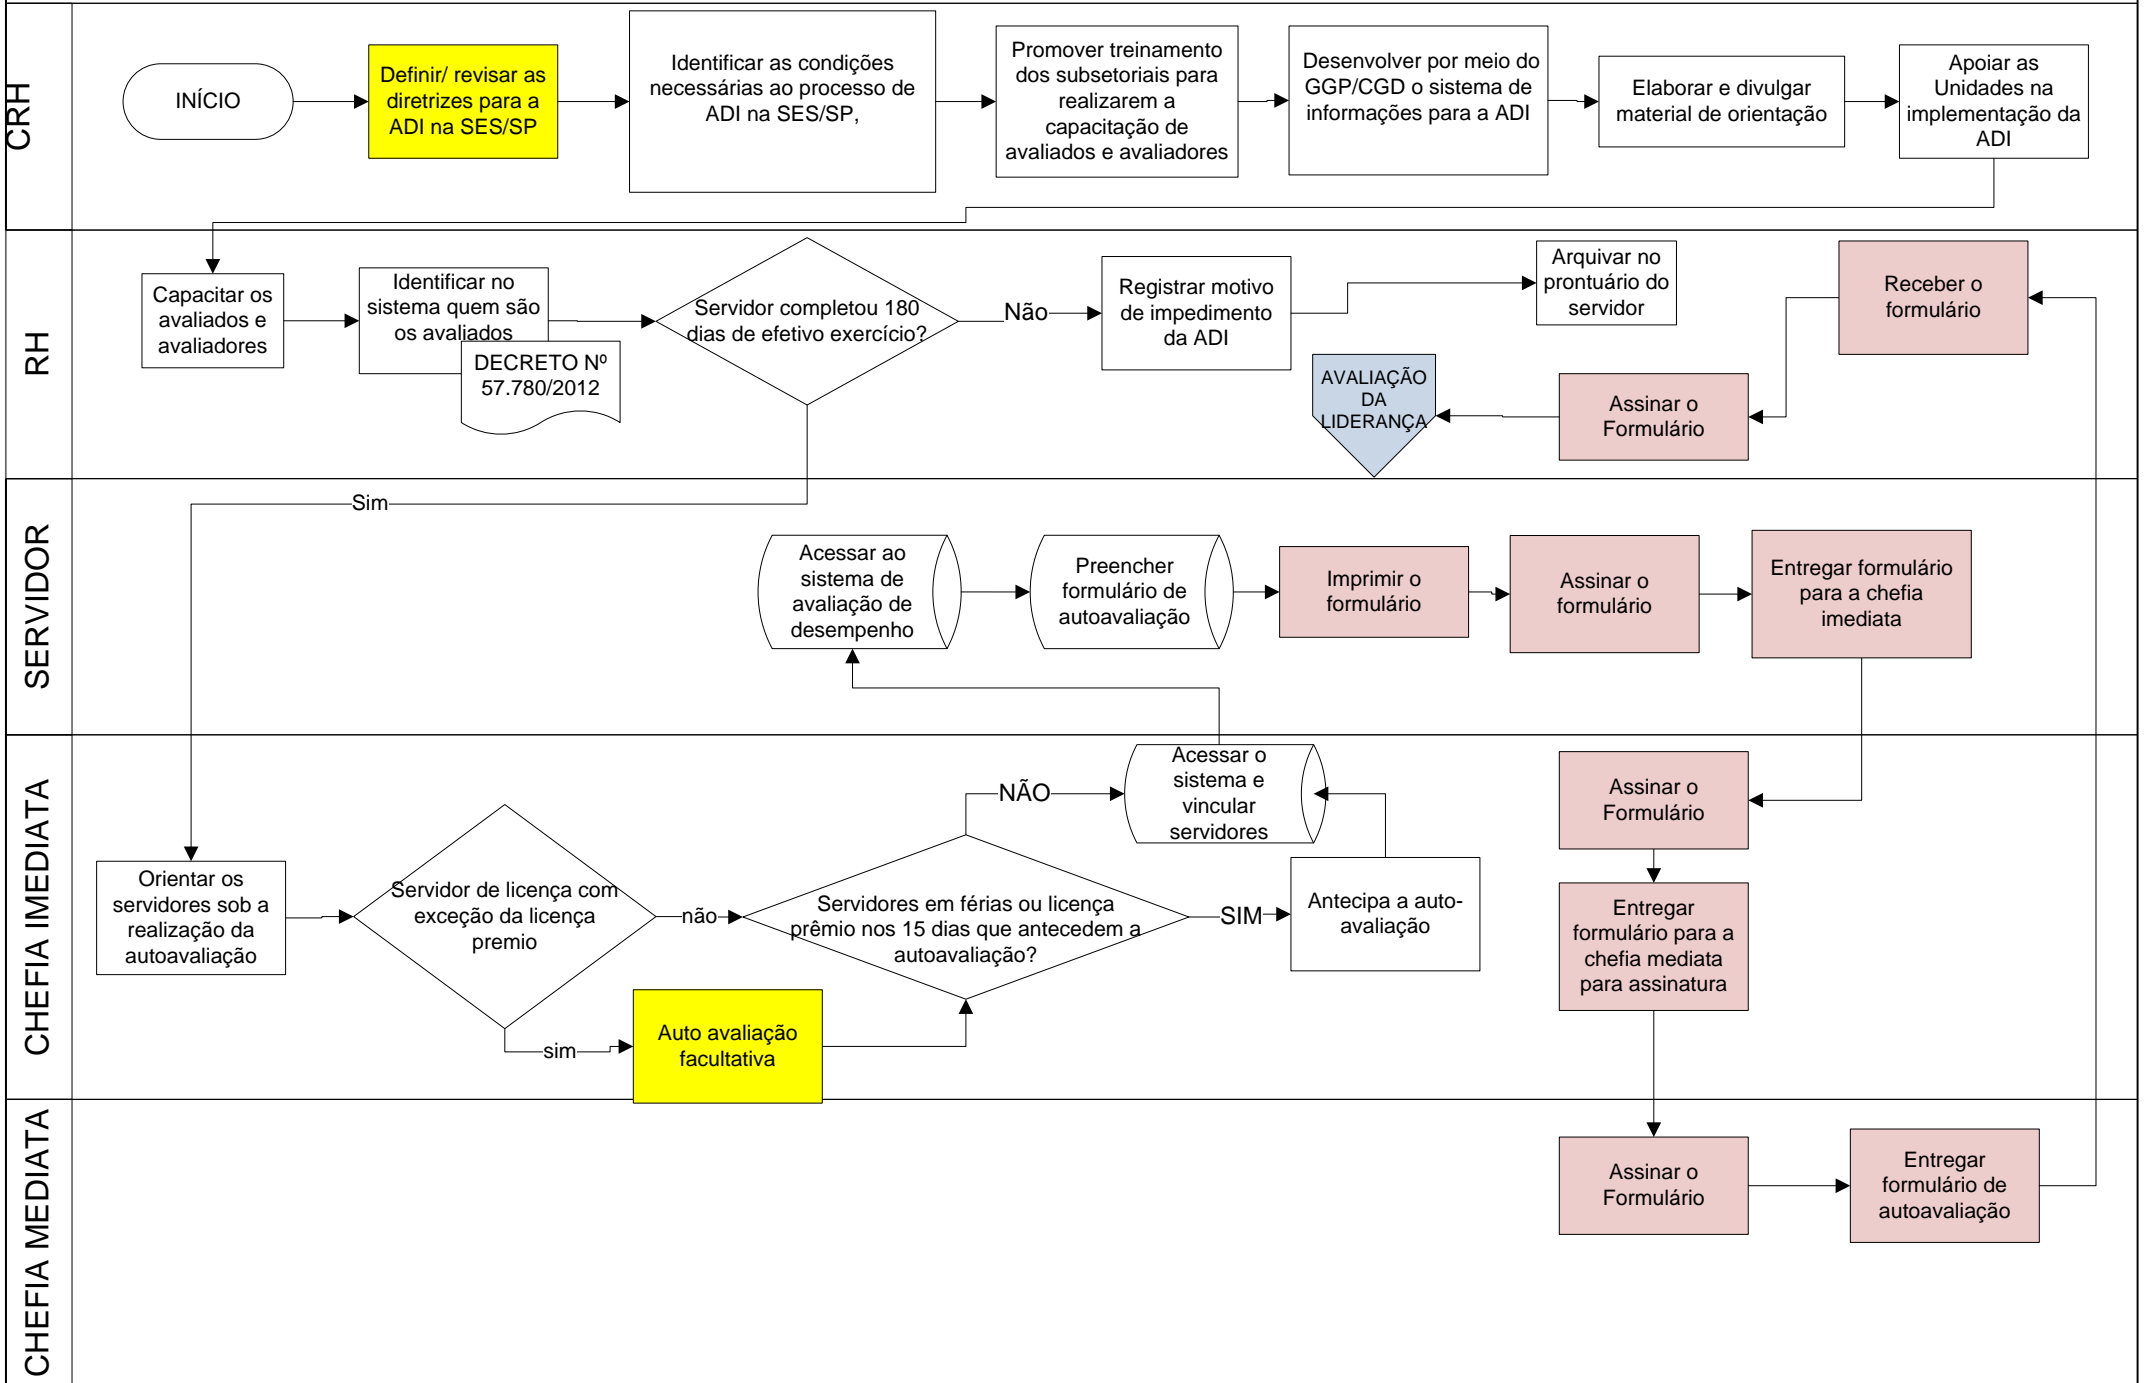 CRH
INÍCIO
Definir/ revisar as
diretrizes para a
ADI na SES/SP
Identificar as condições
necessárias ao processo de
ADI na SES/SP,
Promover treinamento
dos subsetoriais para
realizarem a
capacitação de
avaliados e avaliadores
Desenvolver por meio do
GGP/CGD o sistema de
informações para a ADI
Elaborar e divulgar
material de orientação
Apoiar as
Unidades na
implementação da
ADI
RH
Capacitar os
avaliados e
avaliadores
Identificar no
sistema quem são
os avaliados
DECRETO Nº
57.780/2012
Servidor completou 180
dias de efetivo exercício?
Não
Registrar motivo
de impedimento
da ADI
Arquivar no
prontuário do
servidor
Receber o
formulário
AVALIAÇÃO
DA
LIDERANÇA
Assinar o
Formulário
SERVIDOR
Sim
Acessar ao
sistema de
avaliação de
desempenho
Preencher
formulário de
autoavaliação
Imprimir o
formulário
Assinar o
formulário
Entregar formulário
para a chefia
imediata
CHEFIA IMEDIATA
Orientar os
servidores sob a
realização da
autoavaliação
Servidor de licença com
exceção da licença
premio
não
sim
Auto avaliação
facultativa
Servidores em férias ou licença
prêmio nos 15 dias que antecedem a
autoavaliação?
NÃO
SIM
Acessar o
sistema e
vincular
servidores
Antecipa a auto-
avaliação
Assinar o
Formulário
Entregar
formulário para a
chefia mediata
para assinatura
CHEFIA MEDIATA
Assinar o
Formulário
Entregar
formulário de
autoavaliação